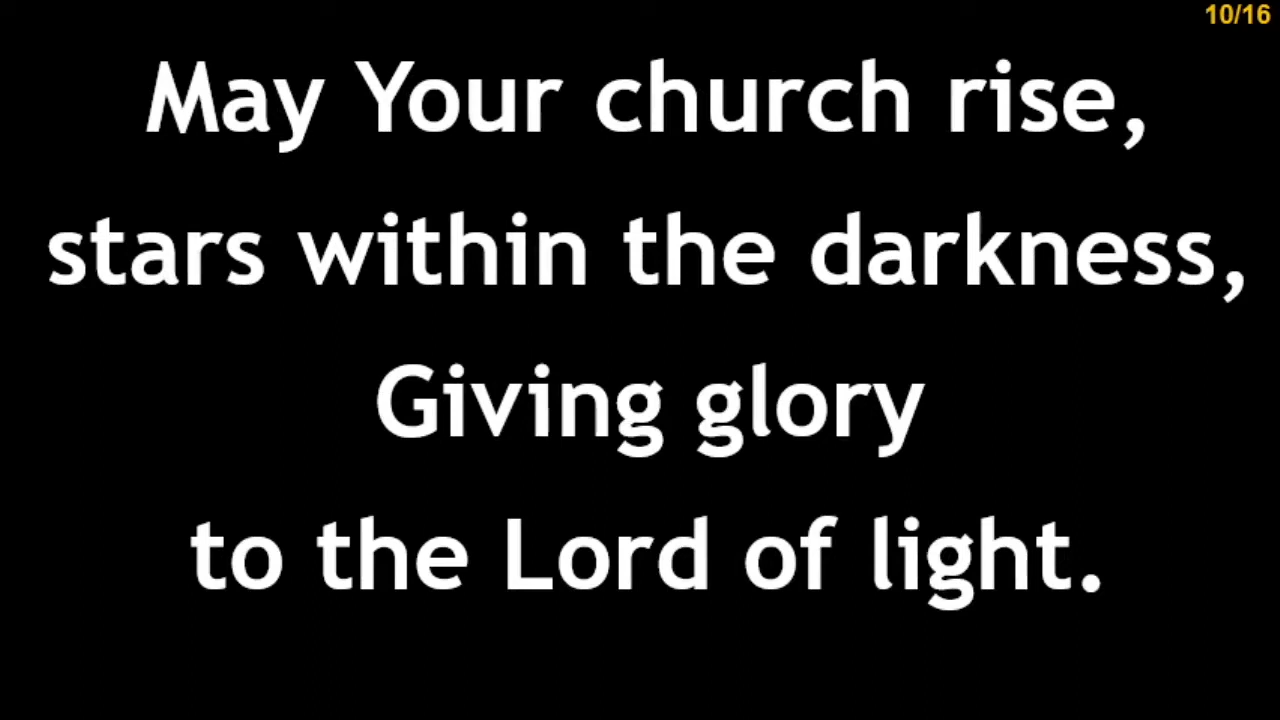 10/16
May Your church rise,
stars within the darkness,
Giving glory
to the Lord of light.